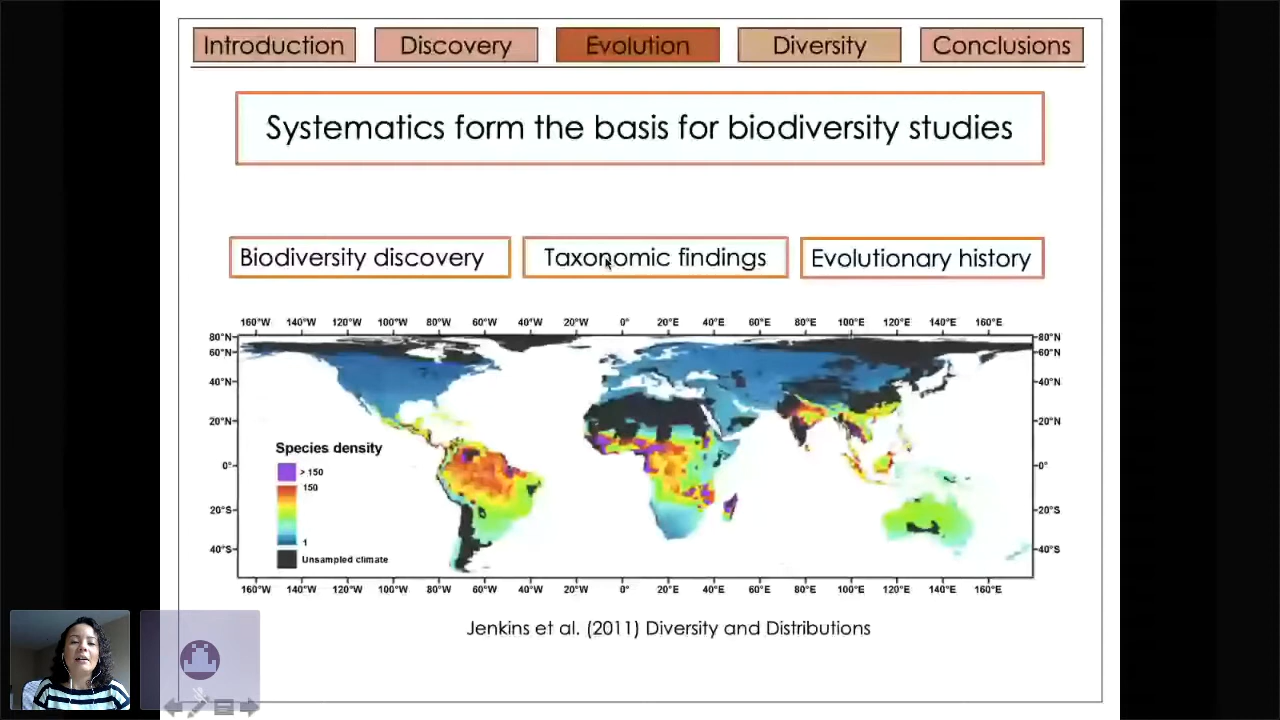 Introduction Discovery Evolution Diversity Conclusions
Systematics form the basis for biodiversity studies
Biodiversity discovery Taxonomic findings Evolutionary history
160°W 140°W 120°W 100°W 80°W 60°W 40°W 20°W 0° 20°E 40°E 60°E 80°E 100°E 120°E 140°E 160°E
80°N 80°N
60°N 60°N
40°N 40°N
20°N 20°N
Species density
0° 0°
> 150
150
20°S 20°S
1
40°S 40°S
Unsampled climate
160°W 140°W 120°W 100°W 80°W 60°W 40°W 20°W 0° 20°E 40°E 60°E 80°E 100°E 120°E 140°E 160°E
Jenkins et al. (2011) Diversity and Distributions